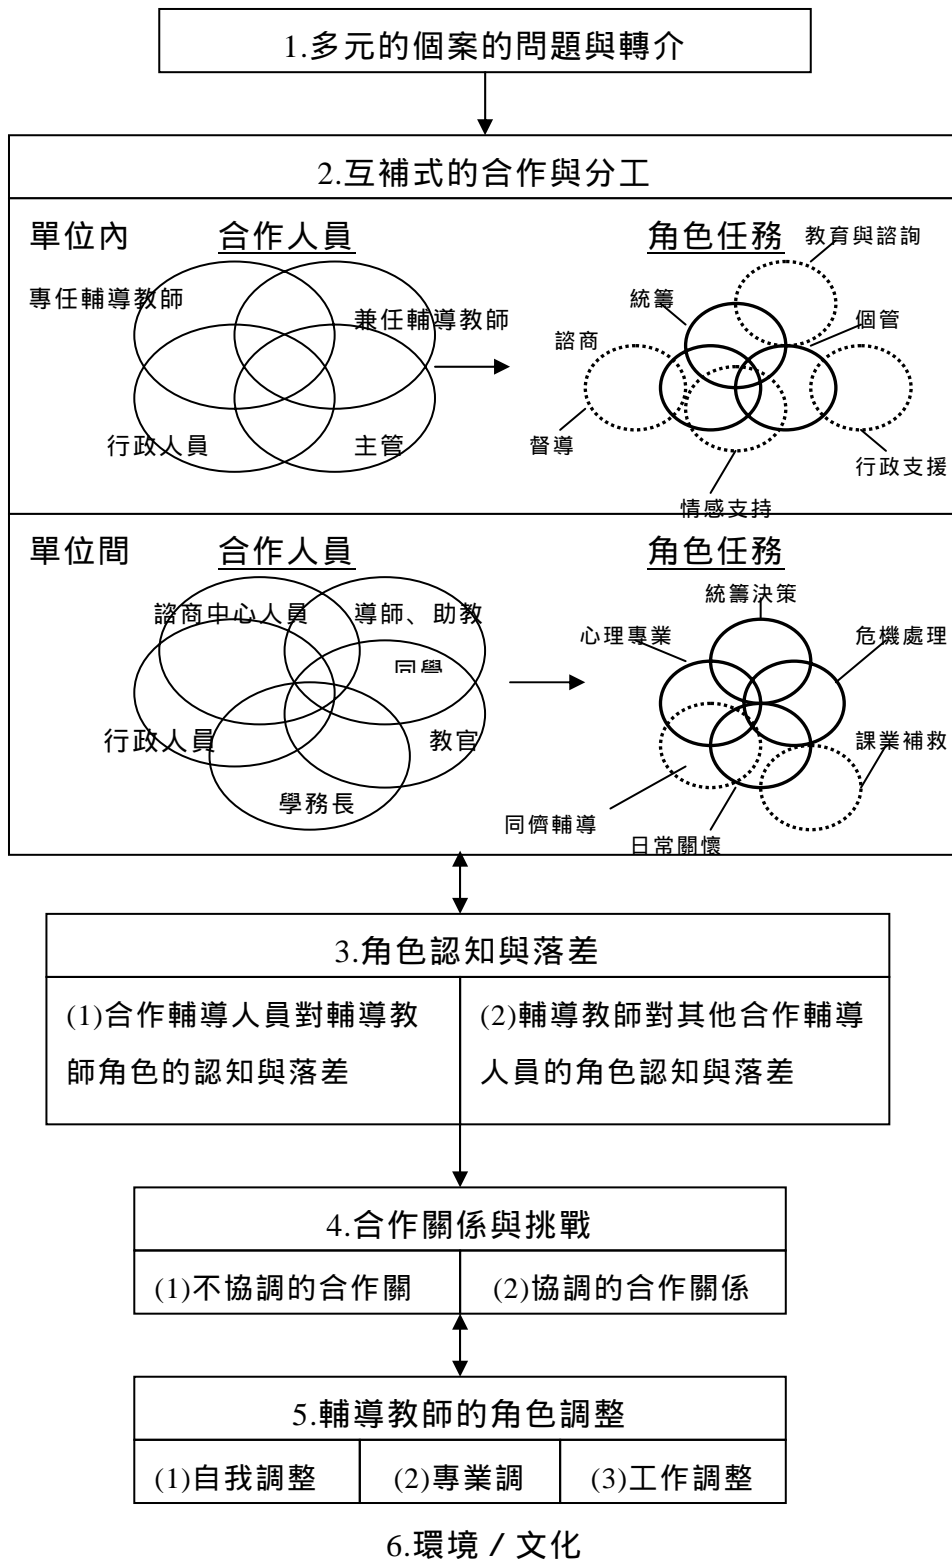 1.多元的個案的問題與轉介
2.互補式的合作與分工
單位內
合作人員
角色任務
教育與諮詢
專任輔導教師
統籌
兼任輔導教師
個管
諮商
行政人員
主管
督導
行政支援
情感支持
單位間
合作人員
角色任務
統籌決策
諮商中心人員
導師、助教
心理專業
危機處理
同學
行政人員
教官
課業補救
學務長
同儕輔導
日常關懷
3.角色認知與落差
(1)合作輔導人員對輔導教
師角色的認知與落差
(2)輔導教師對其他合作輔導
人員的角色認知與落差
4.合作關係與挑戰
(1)不協調的合作關
(2)協調的合作關係
5.輔導教師的角色調整
(1)自我調整
(2)專業調
(3)工作調整
6.環境／文化